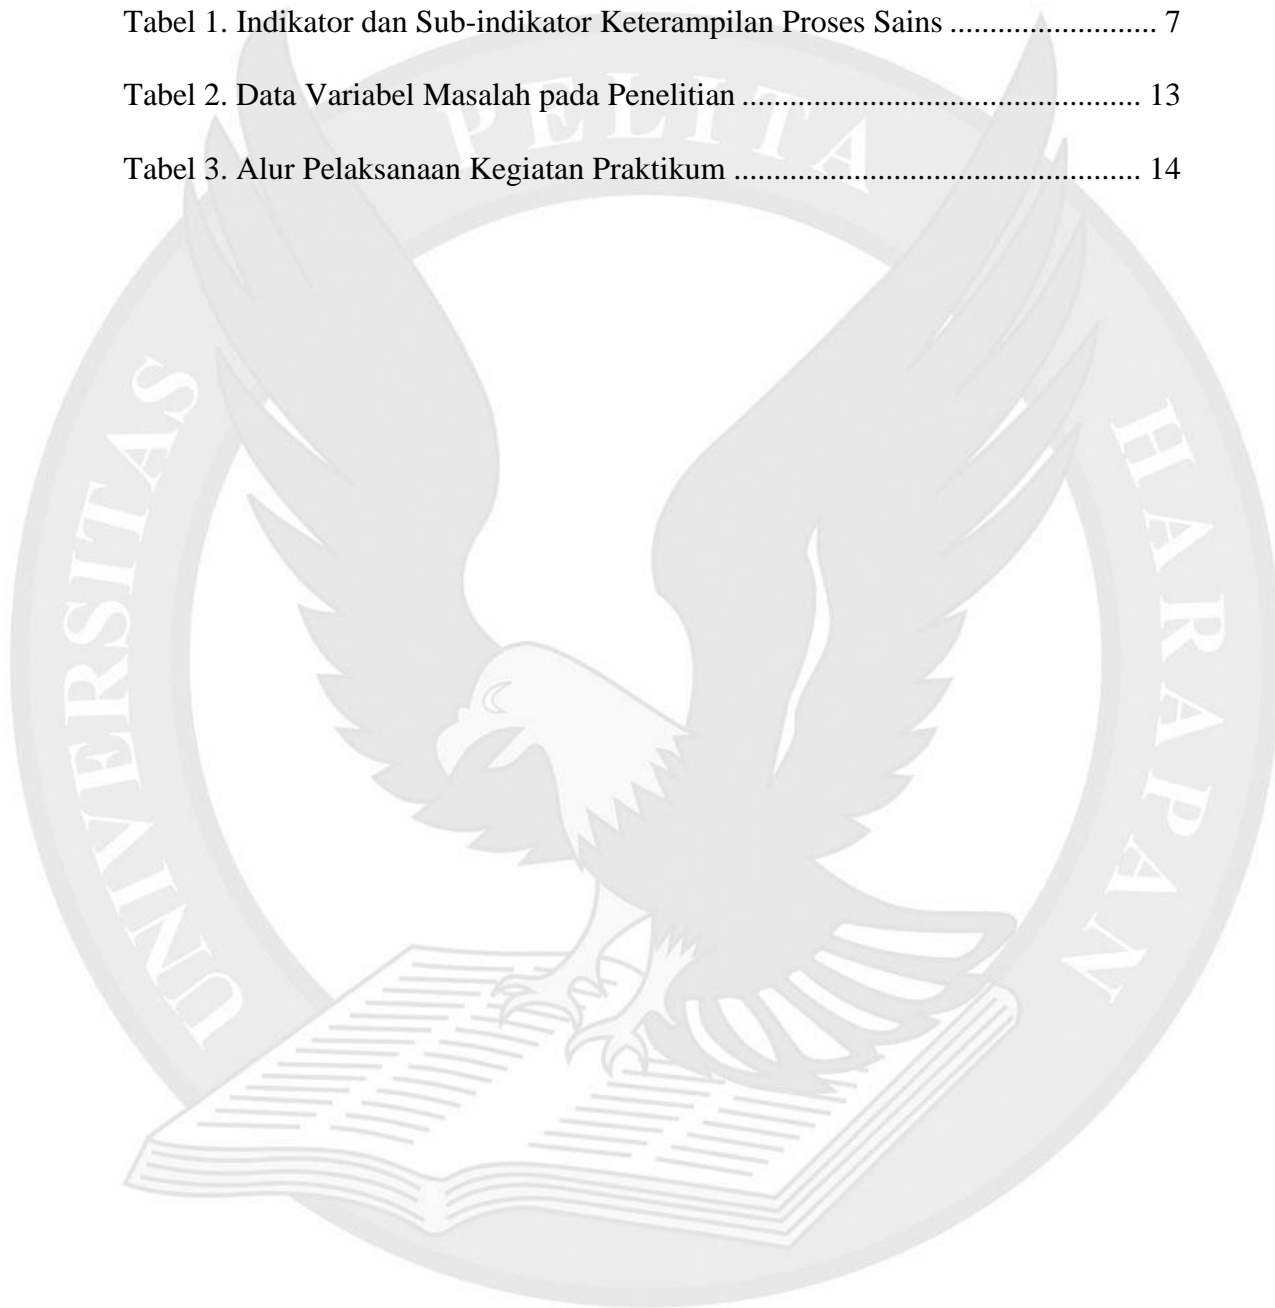 Tabel 1. Indikator dan Sub-indikator Keterampilan Proses Sains .......................... 7
Tabel 2. Data Variabel Masalah pada Penelitian .................................................. 13
Tabel 3. Alur Pelaksanaan Kegiatan Praktikum ................................................... 14
UNIVERSITAS PELITA HARAPAN